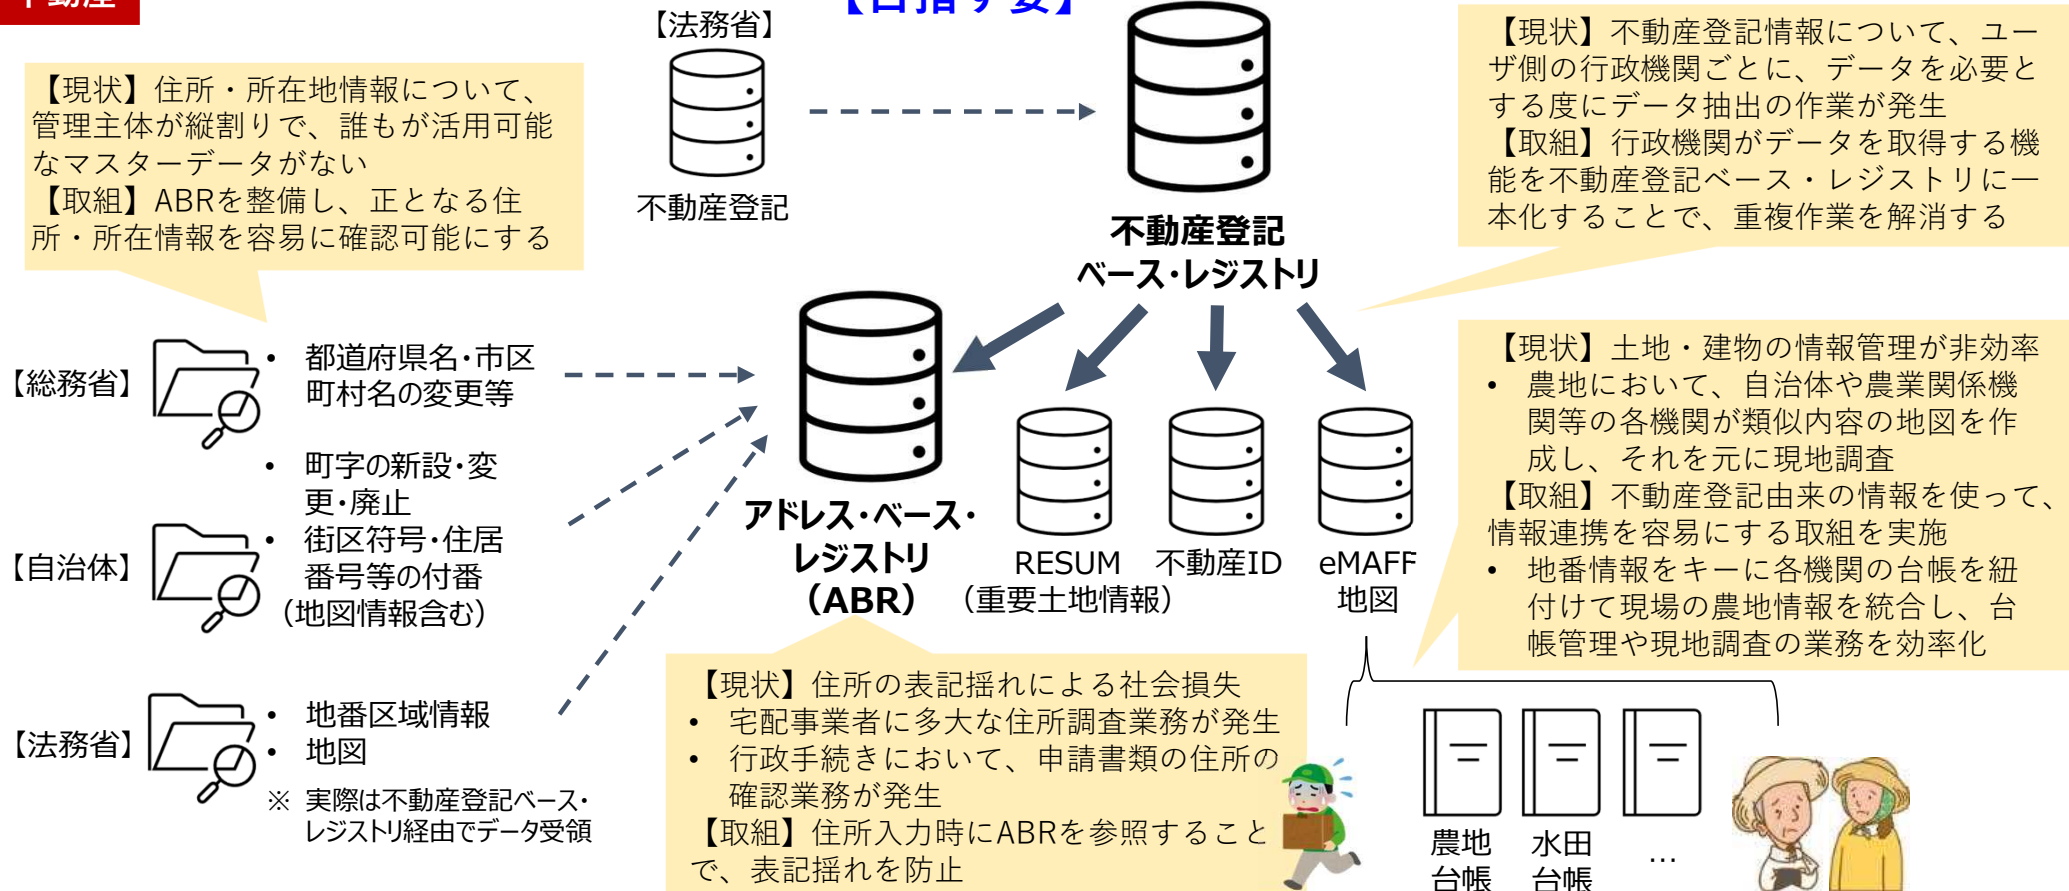 不動産
【目指す姿】
【法務省】
不動産登記
不動産登記
ベース・レジストリ
【現状】住所・所在地情報について、
管理主体が縦割りで、誰もが活用可能
なマスターデータがない
【取組】ABRを整備し、正となる住
所・所在情報を容易に確認可能にする
【現状】不動産登記情報について、ユー
ザ側の行政機関ごとに、データを必要と
する度にデータ抽出の作業が発生
【取組】行政機関がデータを取得する機
能を不動産登記ベース・レジストリに一
本化することで、重複作業を解消する
【総務省】
• 都道府県名・市区
町村名の変更等
【自治体】
• 町字の新設・変
更・廃止
• 街区符号・住居
番号等の付番
（地図情報含む）
【法務省】
• 地番区域情報
• 地図
※ 実際は不動産登記ベース・
レジストリ経由でデータ受領
アドレス・ベース・
レジストリ
（ABR）
RESUM
（重要土地情報）
不動産ID
eMAFF
地図
【現状】土地・建物の情報管理が非効率
• 農地において、自治体や農業関係機
関等の各機関が類似内容の地図を作
成し、それを元に現地調査
【取組】不動産登記由来の情報を使って、
情報連携を容易にする取組を実施
• 地番情報をキーに各機関の台帳を紐
付けて現場の農地情報を統合し、台
帳管理や現地調査の業務を効率化
【現状】住所の表記揺れによる社会損失
• 宅配事業者に多大な住所調査業務が発生
• 行政手続きにおいて、申請書類の住所の
確認業務が発生
【取組】住所入力時にABRを参照すること
で、表記揺れを防止
農地
台帳
水田
台帳
…